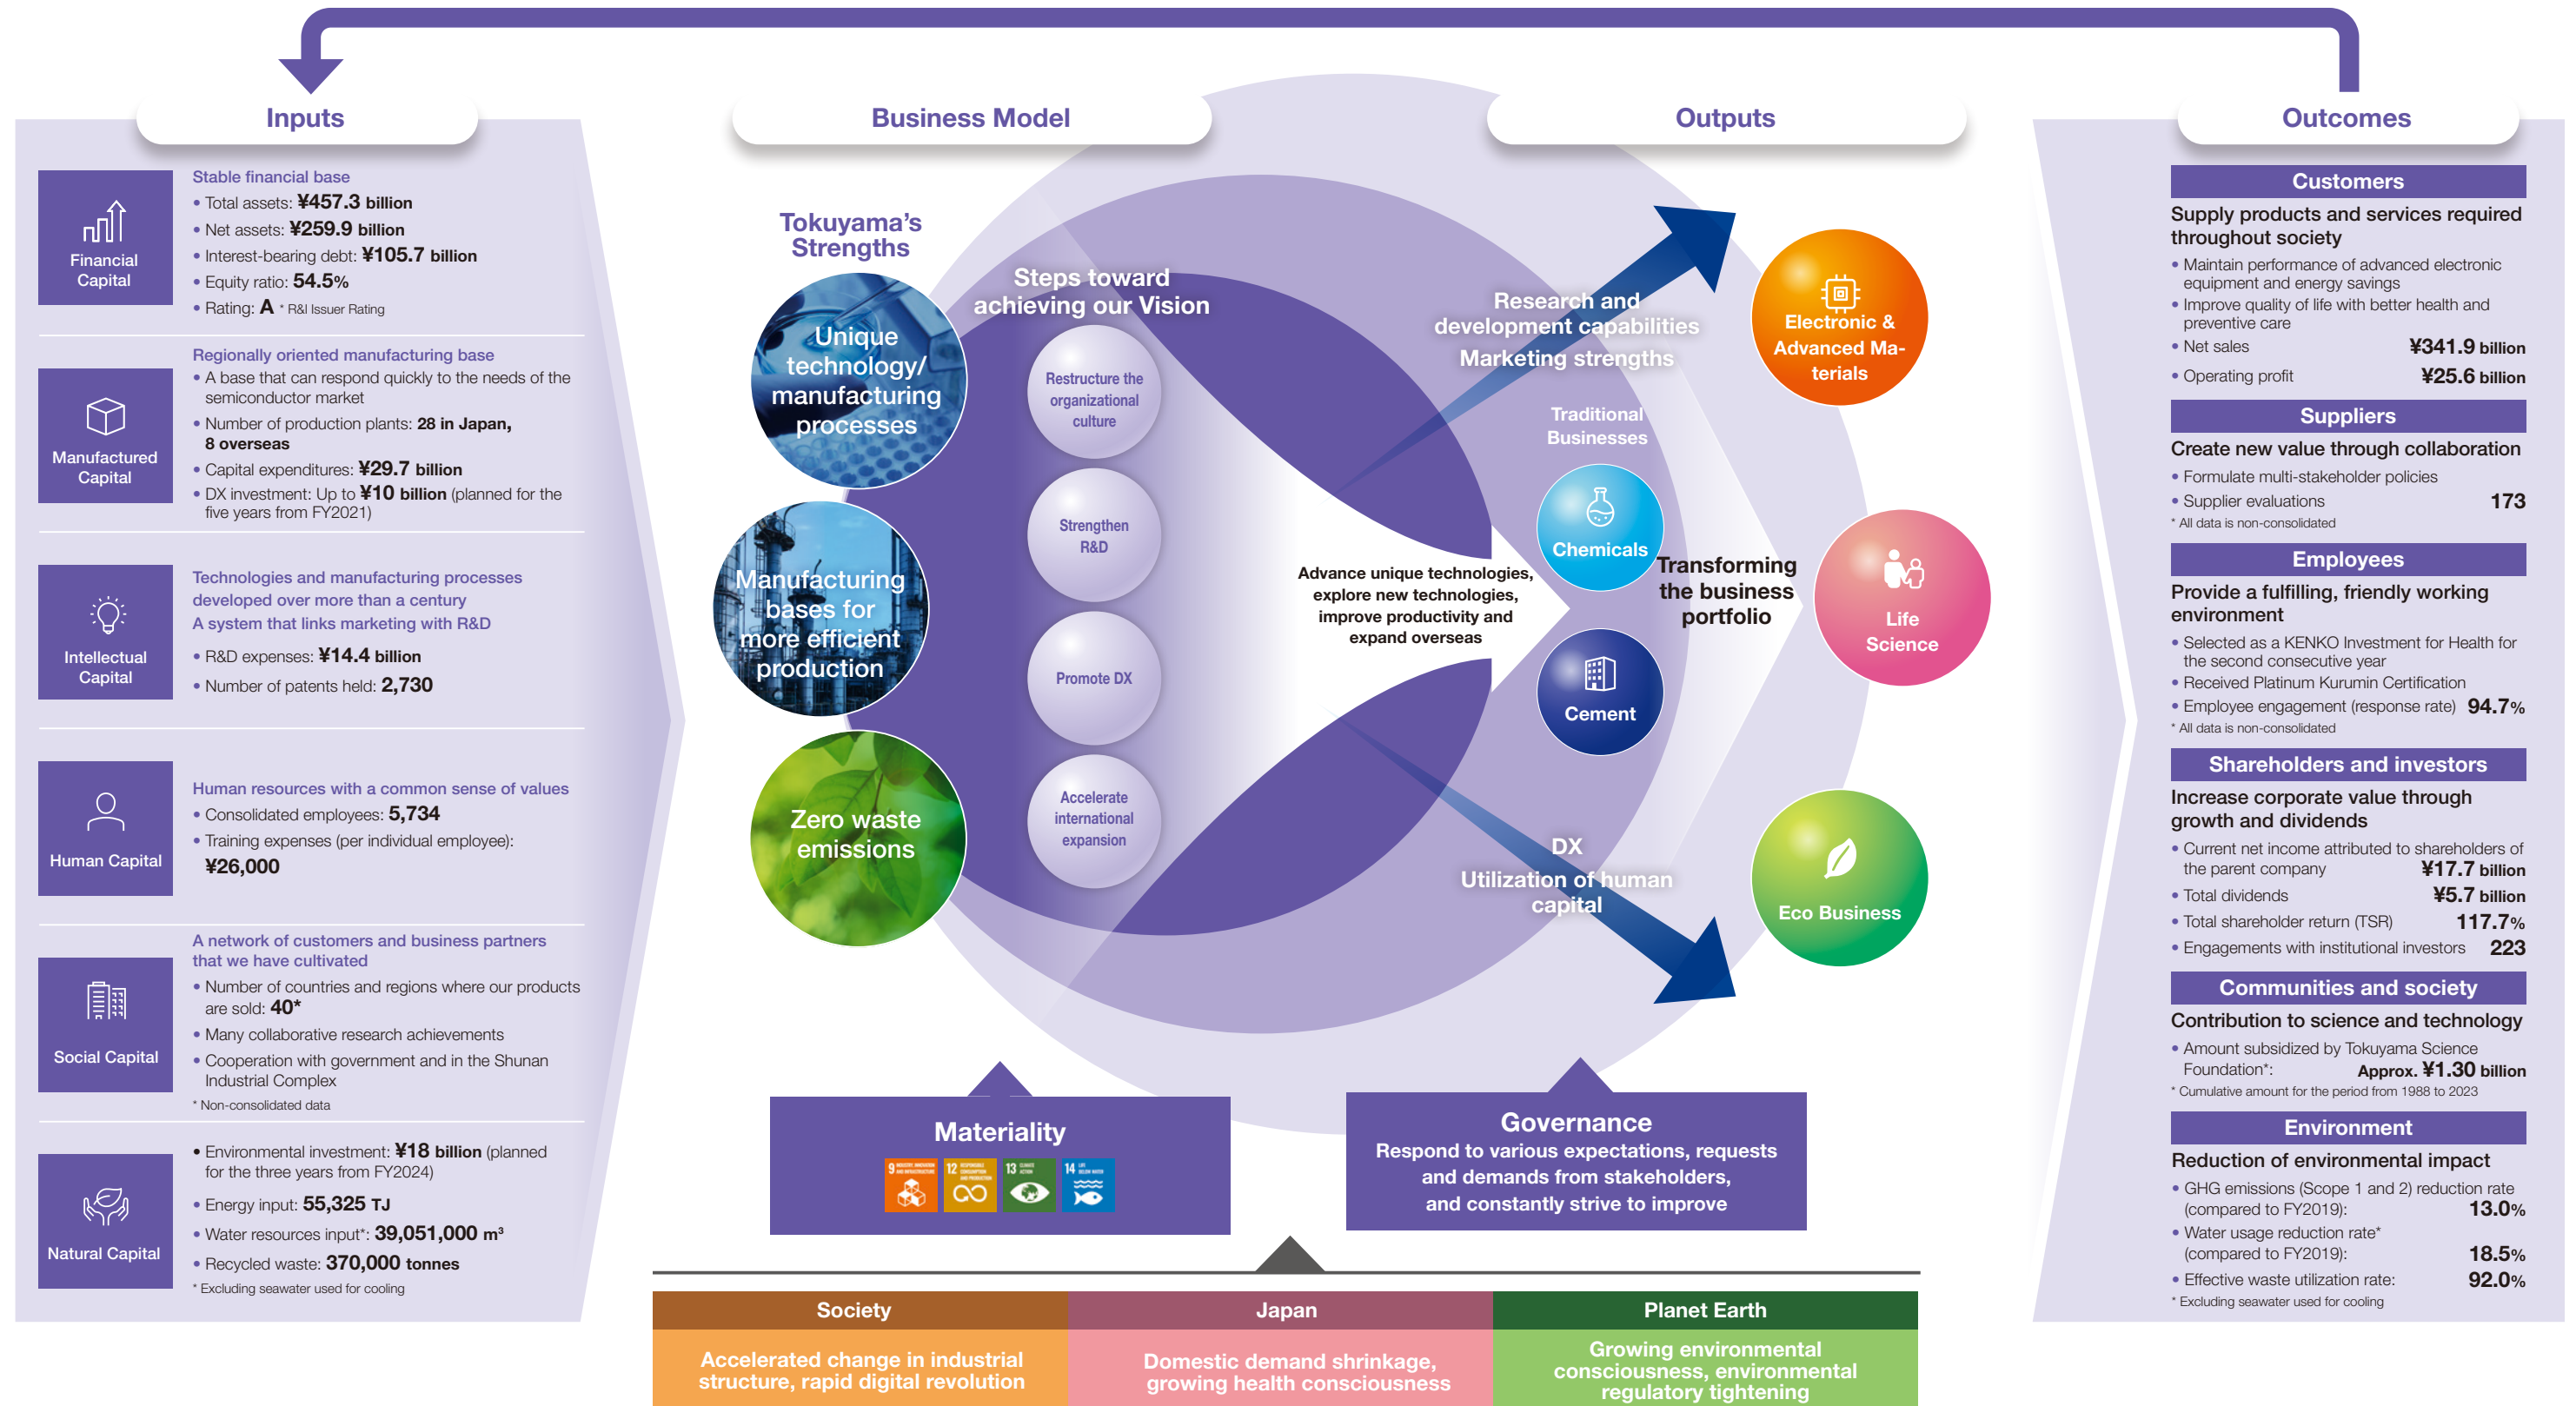 Inputs
Financial
Capital
Stable financial base
• Total assets: ¥457.3 billion
• Net assets: ¥259.9 billion
• Interest-bearing debt: ¥105.7 billion
• Equity ratio: 54.5%
• Rating: A * R&I Issuer Rating
Manufactured
Capital
Regionally oriented manufacturing base
• A base that can respond quickly to the needs of the
semiconductor market
• Number of production plants: 28 in Japan,
8 overseas
• Capital expenditures: ¥29.7 billion
• DX investment: Up to ¥10 billion (planned for the
five years from FY2021)
Intellectual
Capital
Technologies and manufacturing processes
developed over more than a century
A system that links marketing with R&D
• R&D expenses: ¥14.4 billion
• Number of patents held: 2,730
Human Capital
Human resources with a common sense of values
• Consolidated employees: 5,734
• Training expenses (per individual employee):
¥26,000
Social Capital
A network of customers and business partners
that we have cultivated
• Number of countries and regions where our products
are sold: 40*
• Many collaborative research achievements
• Cooperation with government and in the Shunan
Industrial Complex
* Non-consolidated data
Natural Capital
• Environmental investment: ¥18 billion (planned
for the three years from FY2024)
• Energy input: 55,325 TJ
• Water resources input*: 39,051,000 m³
• Recycled waste: 370,000 tonnes
* Excluding seawater used for cooling
Business Model
Tokuyama's
Strengths
Unique
technology/
manufacturing
processes
Manufacturing
bases for
more efficient
production
Zero waste
emissions
Steps toward
achieving our Vision
Restructure the
organizational
culture
Strengthen
R&D
Promote DX
Accelerate
international
expansion
Advance unique technologies,
explore new technologies,
improve productivity and
expand overseas
Outputs
Research and
development capabilities
Marketing strengths
Traditional
Businesses
Chemicals
Cement
Transforming
the business
portfolio
DX
Utilization of human
capital
Electronic &
Advanced Ma-
terials
Life
Science
Eco Business
Materiality
9 INDUSTRY, INNOVATION
AND INFRASTRUCTURE
12 RESPONSIBLE
CONSUMPTION
AND PRODUCTION
13 CLIMATE
ACTION
14 LIFE
BELOW WATER
Governance
Respond to various expectations, requests
and demands from stakeholders,
and constantly strive to improve
Society
Accelerated change in industrial
structure, rapid digital revolution
Japan
Domestic demand shrinkage,
growing health consciousness
Planet Earth
Growing environmental
consciousness, environmental
regulatory tightening
Outcomes
Customers
Supply products and services required
throughout society
• Maintain performance of advanced electronic
equipment and energy savings
• Improve quality of life with better health and
preventive care
• Net sales ¥341.9 billion
• Operating profit ¥25.6 billion
Suppliers
Create new value through collaboration
• Formulate multi-stakeholder policies
• Supplier evaluations 173
* All data is non-consolidated
Employees
Provide a fulfilling, friendly working
environment
• Selected as a KENKO Investment for Health for
the second consecutive year
• Received Platinum Kurumin Certification
• Employee engagement (response rate) 94.7%
* All data is non-consolidated
Shareholders and investors
Increase corporate value through
growth and dividends
• Current net income attributed to shareholders of
the parent company ¥17.7 billion
• Total dividends ¥5.7 billion
• Total shareholder return (TSR) 117.7%
• Engagements with institutional investors 223
Communities and society
Contribution to science and technology
• Amount subsidized by Tokuyama Science
Foundation*: Approx. ¥1.30 billion
* Cumulative amount for the period from 1988 to 2023
Environment
Reduction of environmental impact
• GHG emissions (Scope 1 and 2) reduction rate
(compared to FY2019): 13.0%
• Water usage reduction rate*
(compared to FY2019): 18.5%
• Effective waste utilization rate: 92.0%
* Excluding seawater used for cooling